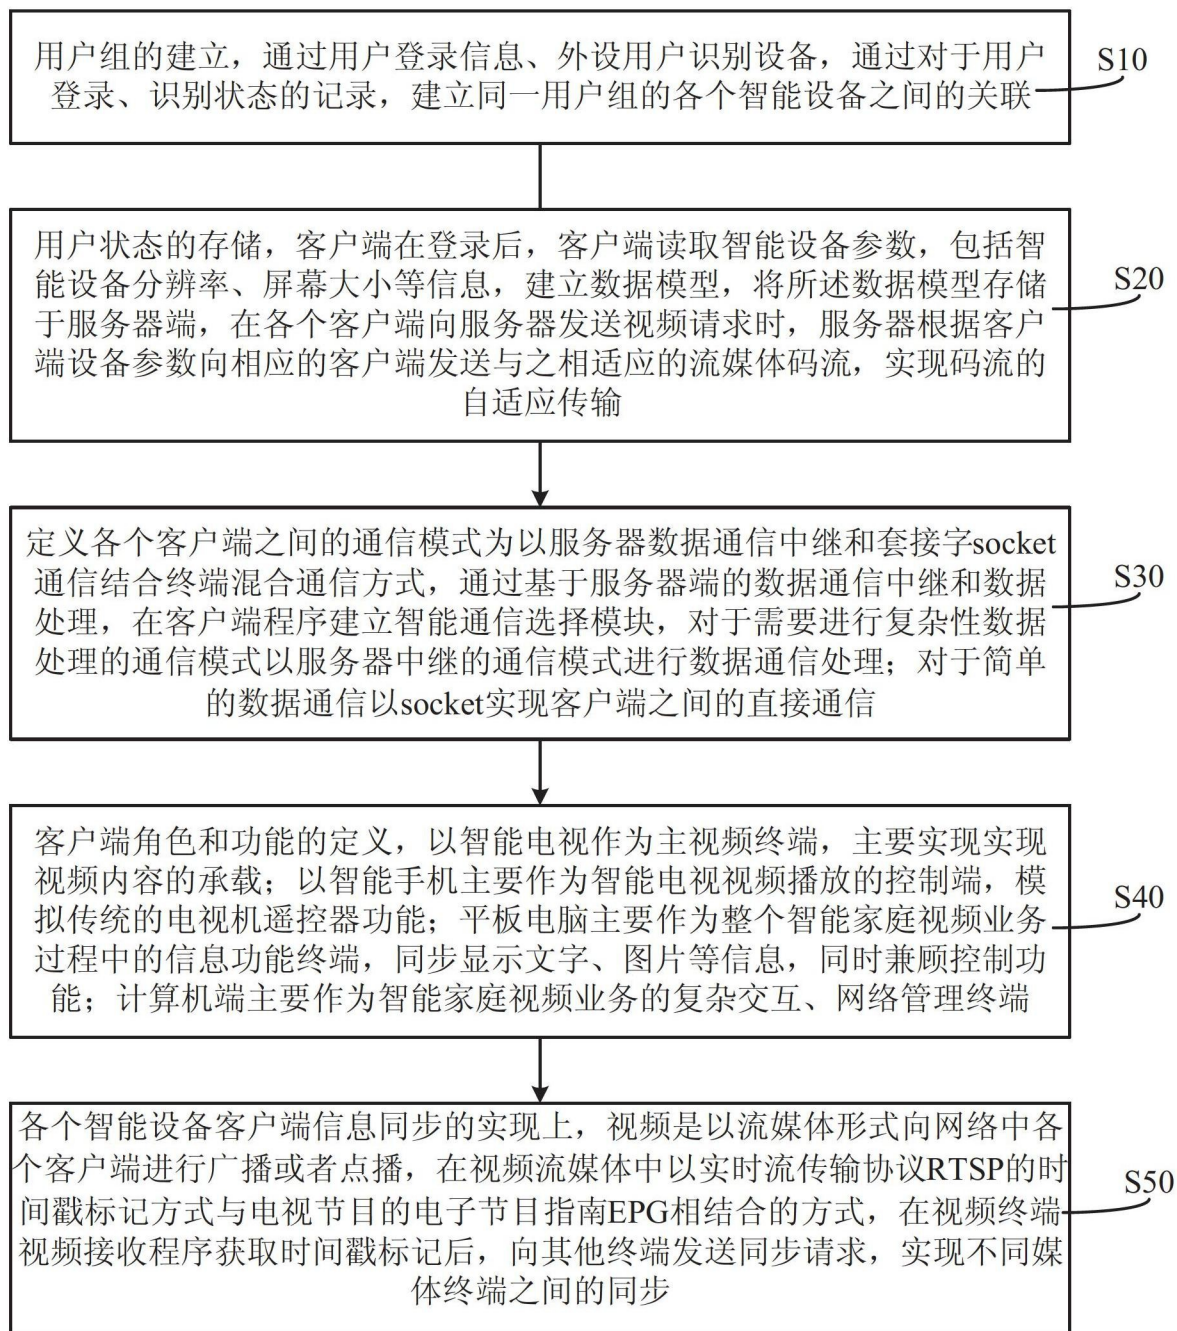 用户组的建立，通过用户登录信息、外设用户识别设备，通过对于用户
登录、识别状态的记录，建立同一用户组的各个智能设备之间的关联
S10
用户状态的存储，客户端在登录后，客户端读取智能设备参数，包括智
能设备分辨率、屏幕大小等信息，建立数据模型，将所述数据模型存储
于服务器端，在各个客户端向服务器发送视频请求时，服务器根据客户
端设备参数向相应的客户端发送与之相适应的流媒体码流，实现码流的
自适应传输
S20
定义各个客户端之间的通信模式为以服务器数据通信中继和套接字socket
通信结合终端混合通信方式，通过基于服务器端的数据通信中继和数据
处理，在客户端程序建立智能通信选择模块，对于需要进行复杂性数据
处理的通信模式以服务器中继的通信模式进行数据通信处理；对于简单
的数据通信以socket实现客户端之间的直接通信
S30
客户端角色和功能的定义，以智能电视作为主视频终端，主要实现实现
视频内容的承载；以智能手机主要作为智能电视视频播放的控制端，模
拟传统的电视机遥控器功能；平板电脑主要作为整个智能家庭视频业务
过程中的信息功能终端，同步显示文字、图片等信息，同时兼顾控制功
能；计算机端主要作为智能家庭视频业务的复杂交互、网络管理终端
S40
各个智能设备客户端信息同步的实现上，视频是以流媒体形式向网络中各
个客户端进行广播或者点播，在视频流媒体中以实时流传输协议RTSP的时
间戳标记方式与电视节目的电子节目指南EPG相结合的方式，在视频终端
视频接收程序获取时间戳标记后，向其他终端发送同步请求，实现不同媒
体终端之间的同步
S50